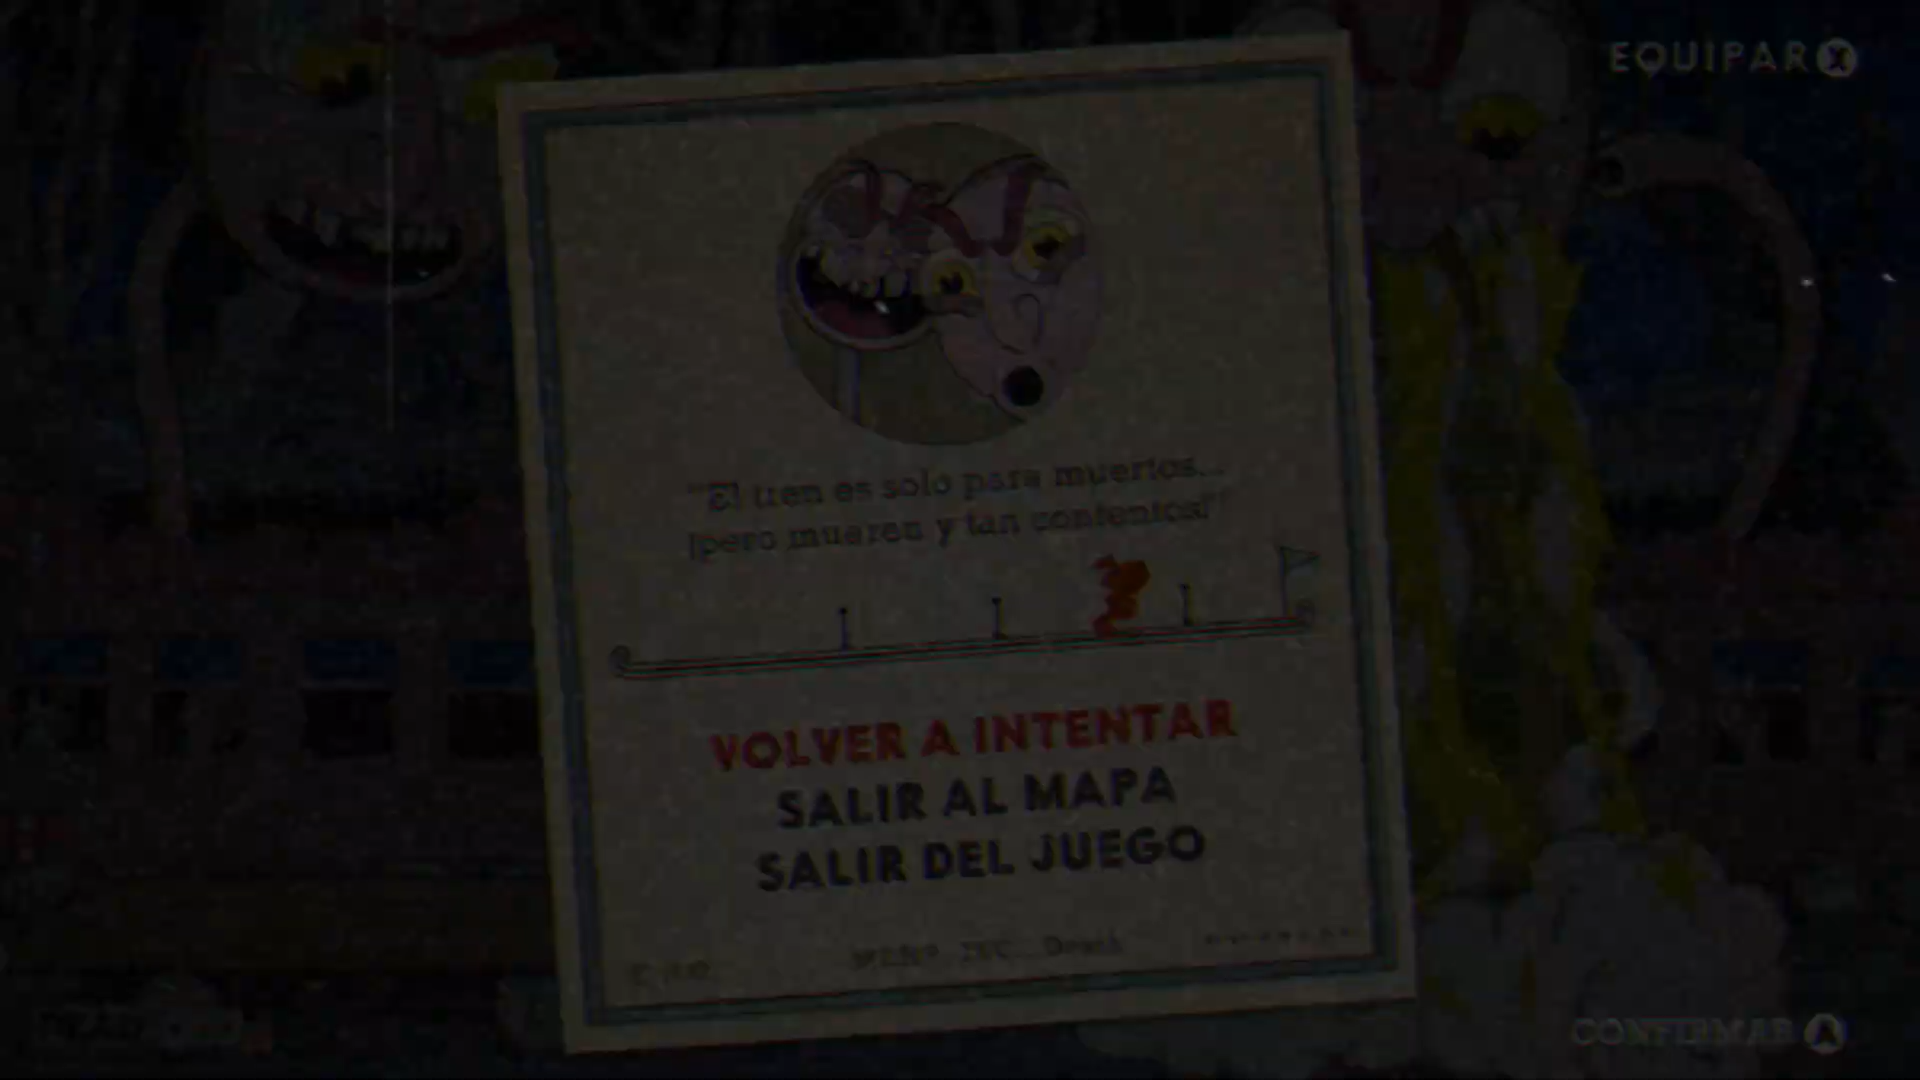 EQUIPAR X
"El tren es solo para muertos...
¡pero mueren y tan contentos!"
VOLVER A INTENTAR
SALIR AL MAPA
SALIR DEL JUEGO
CONFIRMAR A